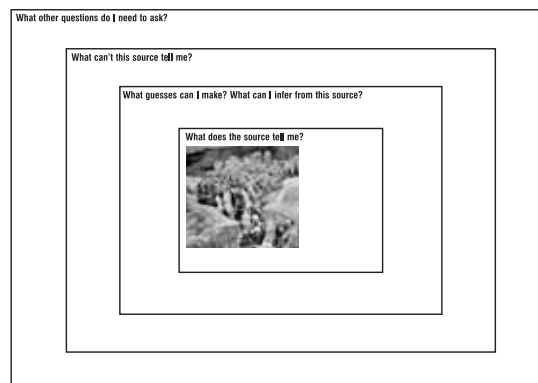 What other questions do I need to ask?
What can't this source tell me?
What guesses can I make? What can I infer from this source?
What does the source tell me?